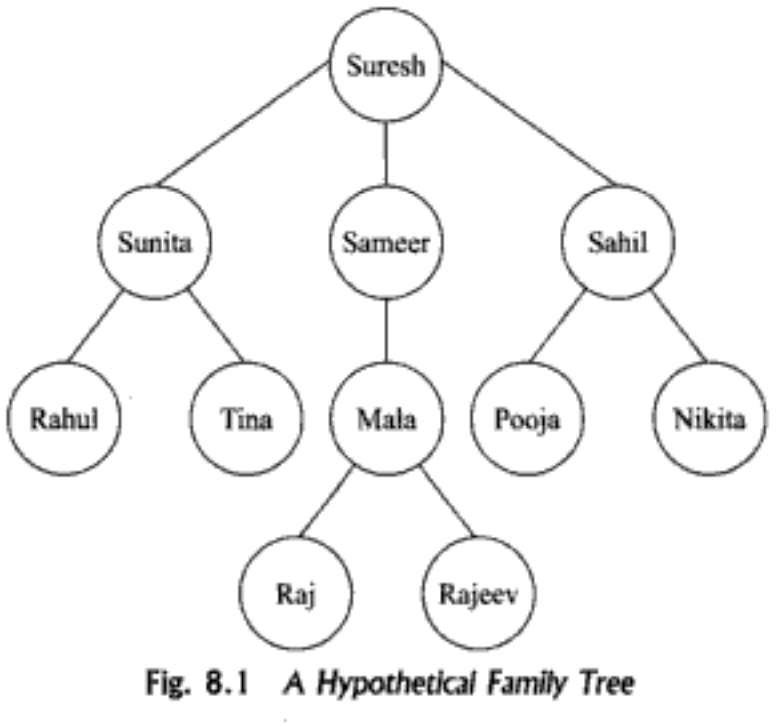 Suresh
Sunita Sameer Sahil
Rahul Tina Mala Pooja Nikita
Raj Rajeev
Fig. 8.1 A Hypothetical Family Tree